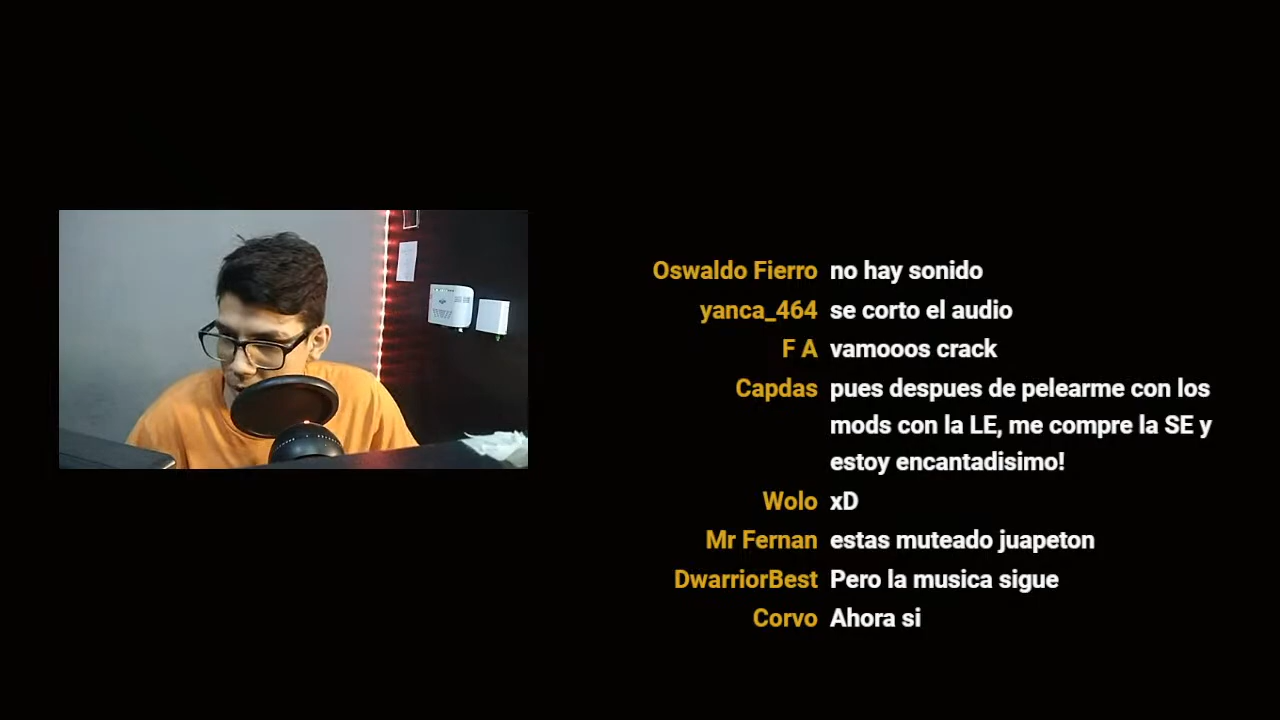 Oswaldo Fierro no hay sonido
yanca_464 se corto el audio
F A vamooos crack
Capdas pues despues de pelearme con los
mods con la LE, me compre la SE y
estoy encantadisimo!
Wolo xD
Mr Fernan estas muteado juapeton
DwarriorBest Pero la musica sigue
Corvo Ahora si